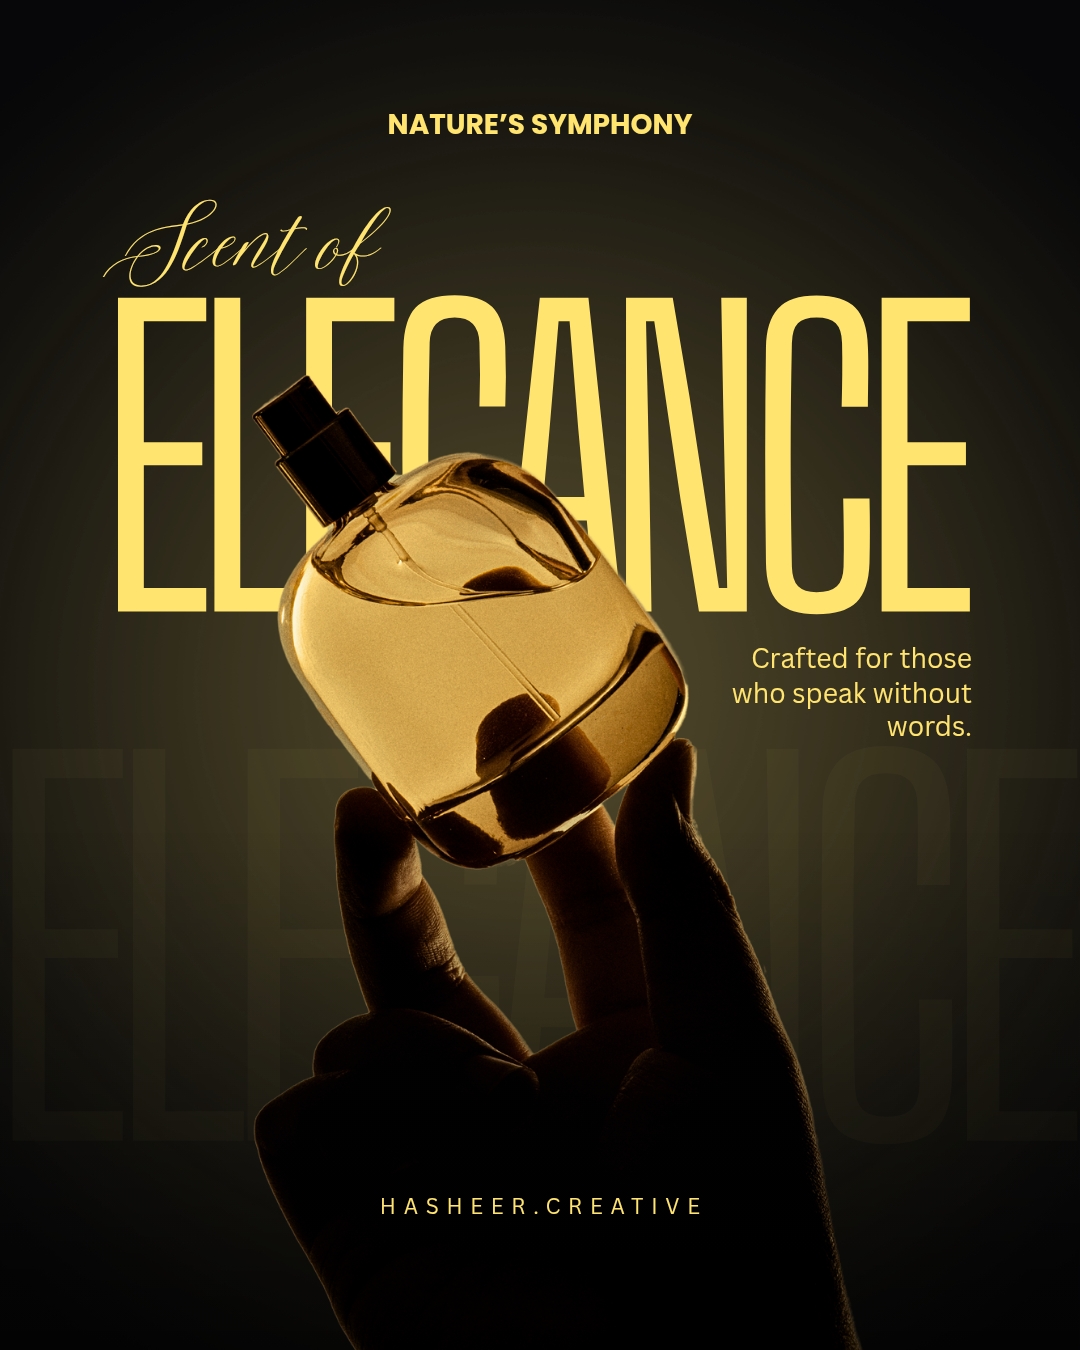 NATURE’S SYMPHONY
Scent of
ELEGANCE
Crafted for those
who speak without
words.
ELEGANCE
HASHEER.CREATIVE